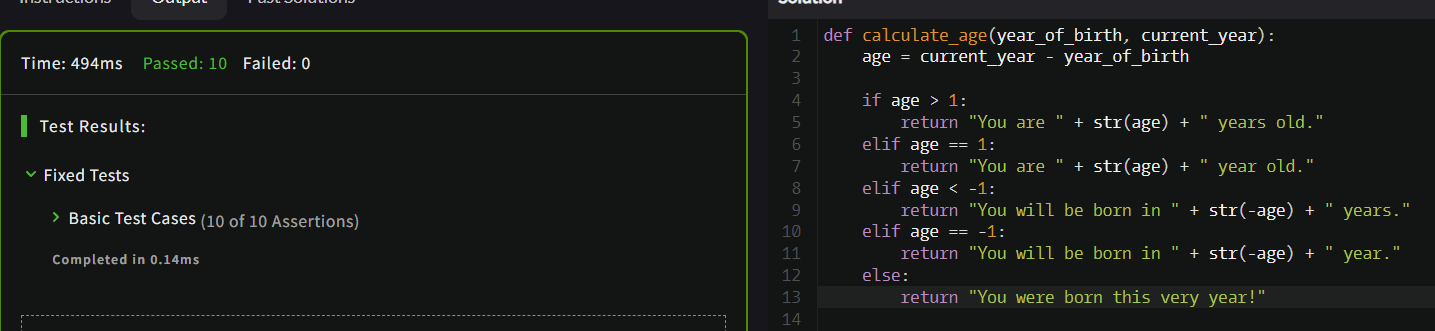 Instructions Output Past Solutions
Time: 494ms Passed: 10 Failed: 0
Test Results:
Fixed Tests
Basic Test Cases (10 of 10 Assertions)
Completed in 0.14ms
Solution
1 def calculate_age(year_of_birth, current_year):
2     age = current_year - year_of_birth
3
4     if age > 1:
5         return "You are " + str(age) + " years old."
6     elif age == 1:
7         return "You are " + str(age) + " year old."
8     elif age < -1:
9         return "You will be born in " + str(-age) + " years."
10     elif age == -1:
11         return "You will be born in " + str(-age) + " year."
12     else:
13         return "You were born this very year!"
14